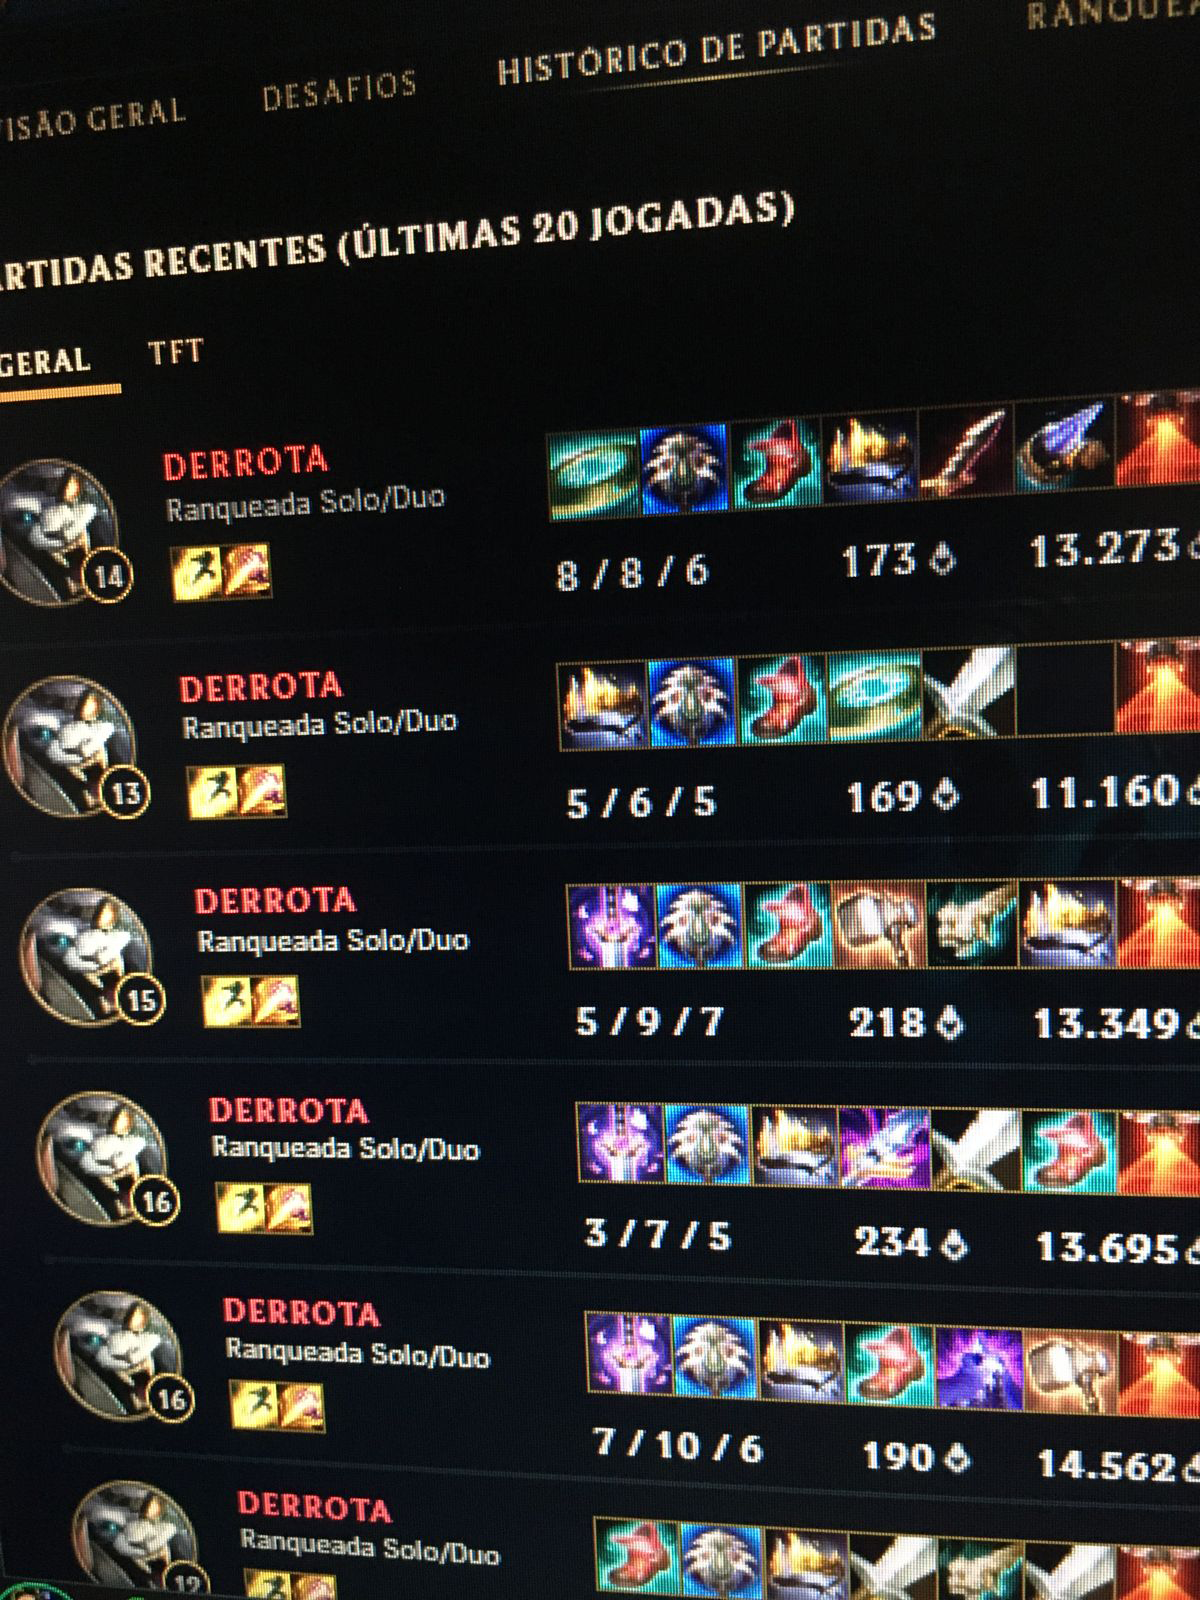 VISÃO GERAL DESAFIOS HISTÓRICO DE PARTIDAS
ARTIDAS RECENTES (ÚLTIMAS 20 JOGADAS)
GERAL TFT
DERROTA
Ranqueada Solo/Duo
14
8 / 8 / 6 173 13.273
DERROTA
Ranqueada Solo/Duo
13
5 / 6 / 5 169 11.160
DERROTA
Ranqueada Solo/Duo
15
5 / 9 / 7 218 13.349
DERROTA
Ranqueada Solo/Duo
16
3 / 7 / 5 234 13.695
DERROTA
Ranqueada Solo/Duo
16
7 / 10 / 6 190 14.562
DERROTA
Ranqueada Solo/Duo